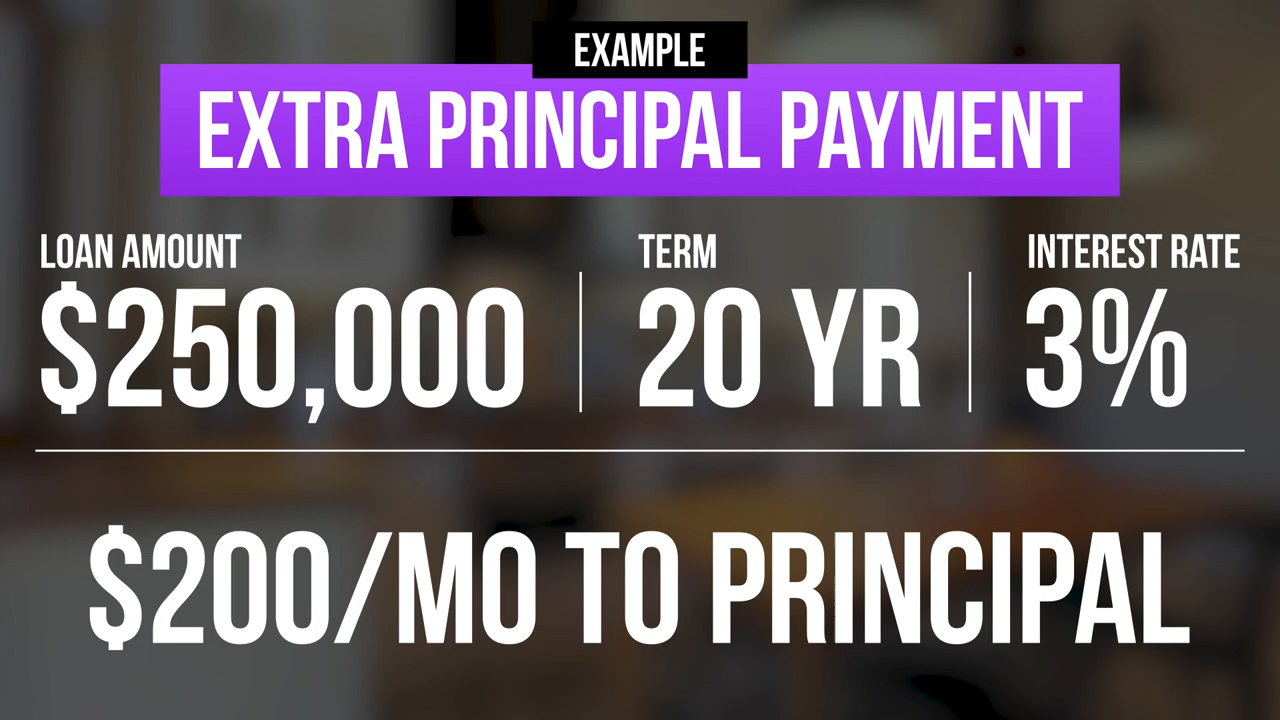 EXAMPLE
EXTRA PRINCIPAL PAYMENT
LOAN AMOUNT
$250,000
TERM
20 YR
INTEREST RATE
3%
$200/MO TO PRINCIPAL